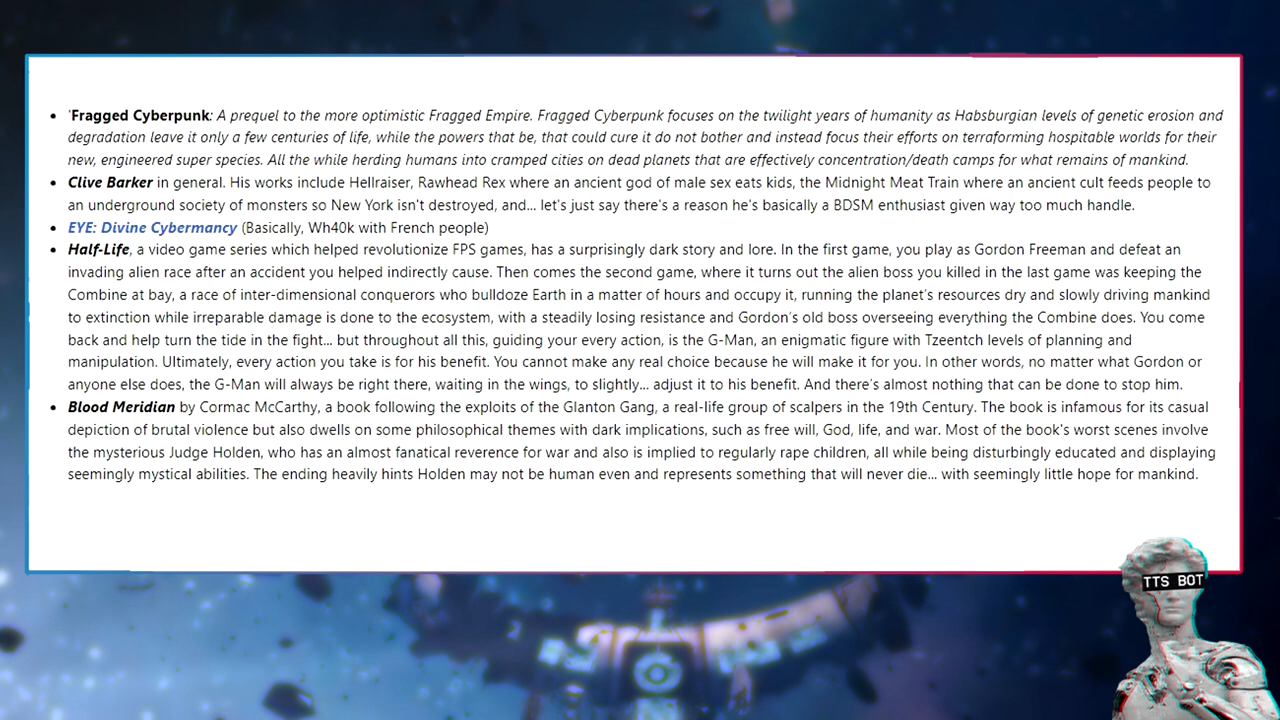 'Fragged Cyberpunk: A prequel to the more optimistic Fragged Empire. Fragged Cyberpunk focuses on the twilight years of humanity as Habsburgian levels of genetic erosion and
degradation leave it only a few centuries of life, while the powers that be, that could cure it do not bother and instead focus their efforts on terraforming hospitable worlds for their
new, engineered super species. All the while herding humans into cramped cities on dead planets that are effectively concentration/death camps for what remains of mankind.
Clive Barker in general. His works include Hellraiser, Rawhead Rex where an ancient god of male sex eats kids, the Midnight Meat Train where an ancient cult feeds people to
an underground society of monsters so New York isn't destroyed, and... let's just say there's a reason he's basically a BDSM enthusiast given way too much handle.
EYE: Divine Cybermancy (Basically, Wh40k with French people)
Half-Life, a video game series which helped revolutionize FPS games, has a surprisingly dark story and lore. In the first game, you play as Gordon Freeman and defeat an
invading alien race after an accident you helped indirectly cause. Then comes the second game, where it turns out the alien boss you killed in the last game was keeping the
Combine at bay, a race of inter-dimensional conquerors who bulldoze Earth in a matter of hours and occupy it, running the planet's resources dry and slowly driving mankind
to extinction while irreparable damage is done to the ecosystem, with a steadily losing resistance and Gordon's old boss overseeing everything the Combine does. You come
back and help turn the tide in the fight... but throughout all this, guiding your every action, is the G-Man, an enigmatic figure with Tzeentch levels of planning and
manipulation. Ultimately, every action you take is for his benefit. You cannot make any real choice because he will make it for you. In other words, no matter what Gordon or
anyone else does, the G-Man will always be right there, waiting in the wings, to slightly... adjust it to his benefit. And there's almost nothing that can be done to stop him.
Blood Meridian by Cormac McCarthy, a book following the exploits of the Glanton Gang, a real-life group of scalpers in the 19th Century. The book is infamous for its casual
depiction of brutal violence but also dwells on some philosophical themes with dark implications, such as free will, God, life, and war. Most of the book's worst scenes involve
the mysterious Judge Holden, who has an almost fanatical reverence for war and also is implied to regularly rape children, all while being disturbingly educated and displaying
seemingly mystical abilities. The ending heavily hints Holden may not be human even and represents something that will never die... with seemingly little hope for mankind.
TTS BOT